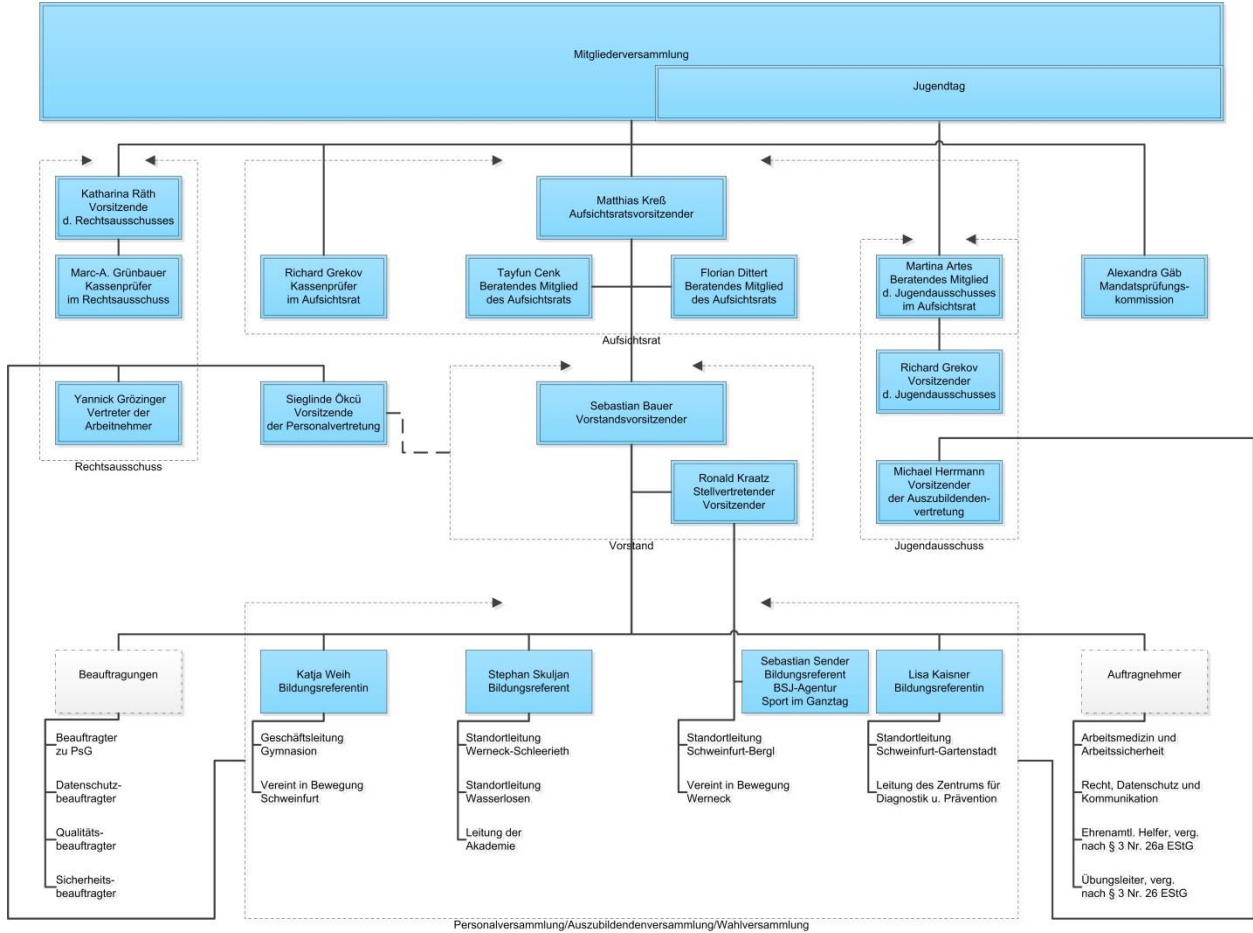 Mitgliederversammlung
Jugendtag
Katharina Räth
Vorsitzende
d. Rechtsausschusses
Matthias Kreß
Aufsichtsratsvorsitzender
Marc-A. Grünbauer
Kassenprüfer
im Rechtsausschuss
Richard Grekov
Kassenprüfer
im Aufsichtsrat
Tayfun Cenk
Beratendes Mitglied
des Aufsichtsrats
Florian Dittert
Beratendes Mitglied
des Aufsichtsrats
Martina Artes
Beratendes Mitglied
d. Jugendausschusses
im Aufsichtsrat
Alexandra Gäb
Mandatsprüfungs-
kommission
Aufsichtsrat
Yannick Grözinger
Vertreter der
Arbeitnehmer
Sieglinde Ökcü
Vorsitzende
der Personalvertretung
Sebastian Bauer
Vorstandsvorsitzender
Richard Grekov
Vorsitzender
d. Jugendausschusses
Rechtsausschuss
Ronald Kraatz
Stellvertretender
Vorsitzender
Michael Herrmann
Vorsitzender
der Auszubildenden-
vertretung
Vorstand
Jugendausschuss
Beauftragungen
Katja Weih
Bildungsreferentin
Stephan Skuljan
Bildungsreferent
Sebastian Sender
Bildungsreferent
BSJ-Agentur
Sport im Ganztag
Lisa Kaisner
Bildungsreferentin
Auftragnehmer
Beauftragter
zu PsG
Datenschutz-
beauftragter
Qualitäts-
beauftragter
Sicherheits-
beauftragter
Geschäftsleitung
Gymnasion
Vereint in Bewegung
Schweinfurt
Standortleitung
Werneck-Schleerieth
Standortleitung
Wasserlosen
Leitung der
Akademie
Standortleitung
Schweinfurt-Bergl
Vereint in Bewegung
Werneck
Standortleitung
Schweinfurt-Gartenstadt
Leitung des Zentrums für
Diagnostik u. Prävention
Arbeitsmedizin und
Arbeitssicherheit
Recht, Datenschutz und
Kommunikation
Ehrenamtl. Helfer, verg.
nach § 3 Nr. 26a EStG
Übungsleiter, verg.
nach § 3 Nr. 26 EStG
Personalversammlung/Auszubildendenversammlung/Wahlversammlung